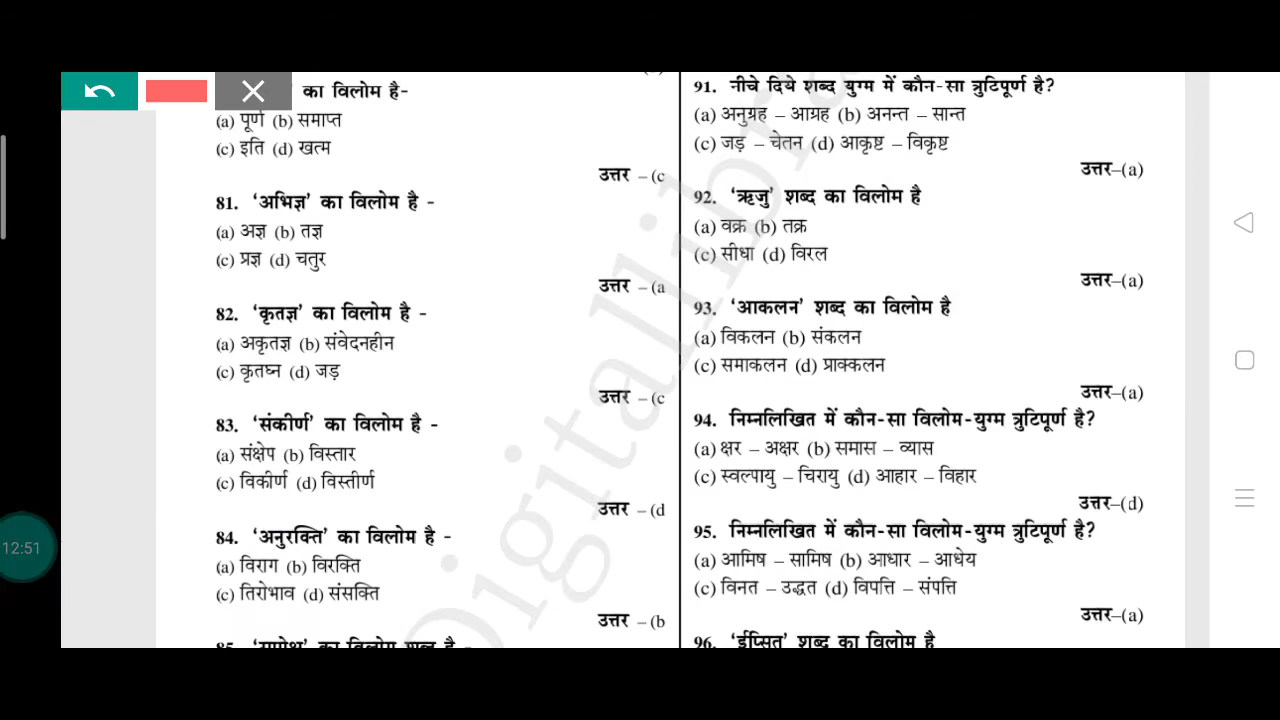 का विलोम है-
(a) पूर्ण (b) समाप्त
(c) इति (d) खत्म
उत्तर –(c
81. ‘अभिज्ञ’ का विलोम है -
(a) अज्ञ (b) तज्ञ
(c) प्रज्ञ (d) चतुर
उत्तर –(a
82. ‘कृतज्ञ’ का विलोम है -
(a) अकृतज्ञ (b) संवेदनहीन
(c) कृतघ्न (d) जड़
उत्तर –(c
83. ‘संकीर्ण’ का विलोम है -
(a) संक्षेप (b) विस्तार
(c) विकीर्ण (d) विस्तीर्ण
उत्तर –(d
84. ‘अनुरक्ति’ का विलोम है -
(a) विराग (b) विरक्ति
(c) तिरोभाव (d) संसक्ति
उत्तर –(b
85. का विलोम शब्द है -
91. नीचे दिये शब्द युग्म में कौन-सा त्रुटिपूर्ण है?
(a) अनुग्रह – आग्रह (b) अनन्त – सान्त
(c) जड़ – चेतन (d) आकृष्ट – विकृष्ट
उत्तर–(a)
92. ‘ऋजु’ शब्द का विलोम है
(a) वक्र (b) तक्र
(c) सीधा (d) विरल
उत्तर–(a)
93. ‘आकलन’ शब्द का विलोम है
(a) विकलन (b) संकलन
(c) समाकलन (d) प्राक्कलन
उत्तर–(a)
94. निम्नलिखित में कौन-सा विलोम-युग्म त्रुटिपूर्ण है?
(a) क्षर – अक्षर (b) समास – व्यास
(c) स्वल्पायु – चिरायु (d) आहार – विहार
उत्तर–(d)
95. निम्नलिखित में कौन-सा विलोम-युग्म त्रुटिपूर्ण है?
(a) आमिष – सामिष (b) आधार – आधेय
(c) विनत – उद्धत (d) विपत्ति – संपत्ति
उत्तर–(a)
96. ‘ईप्सित’ शब्द का विलोम है
12:51
Digitallibr